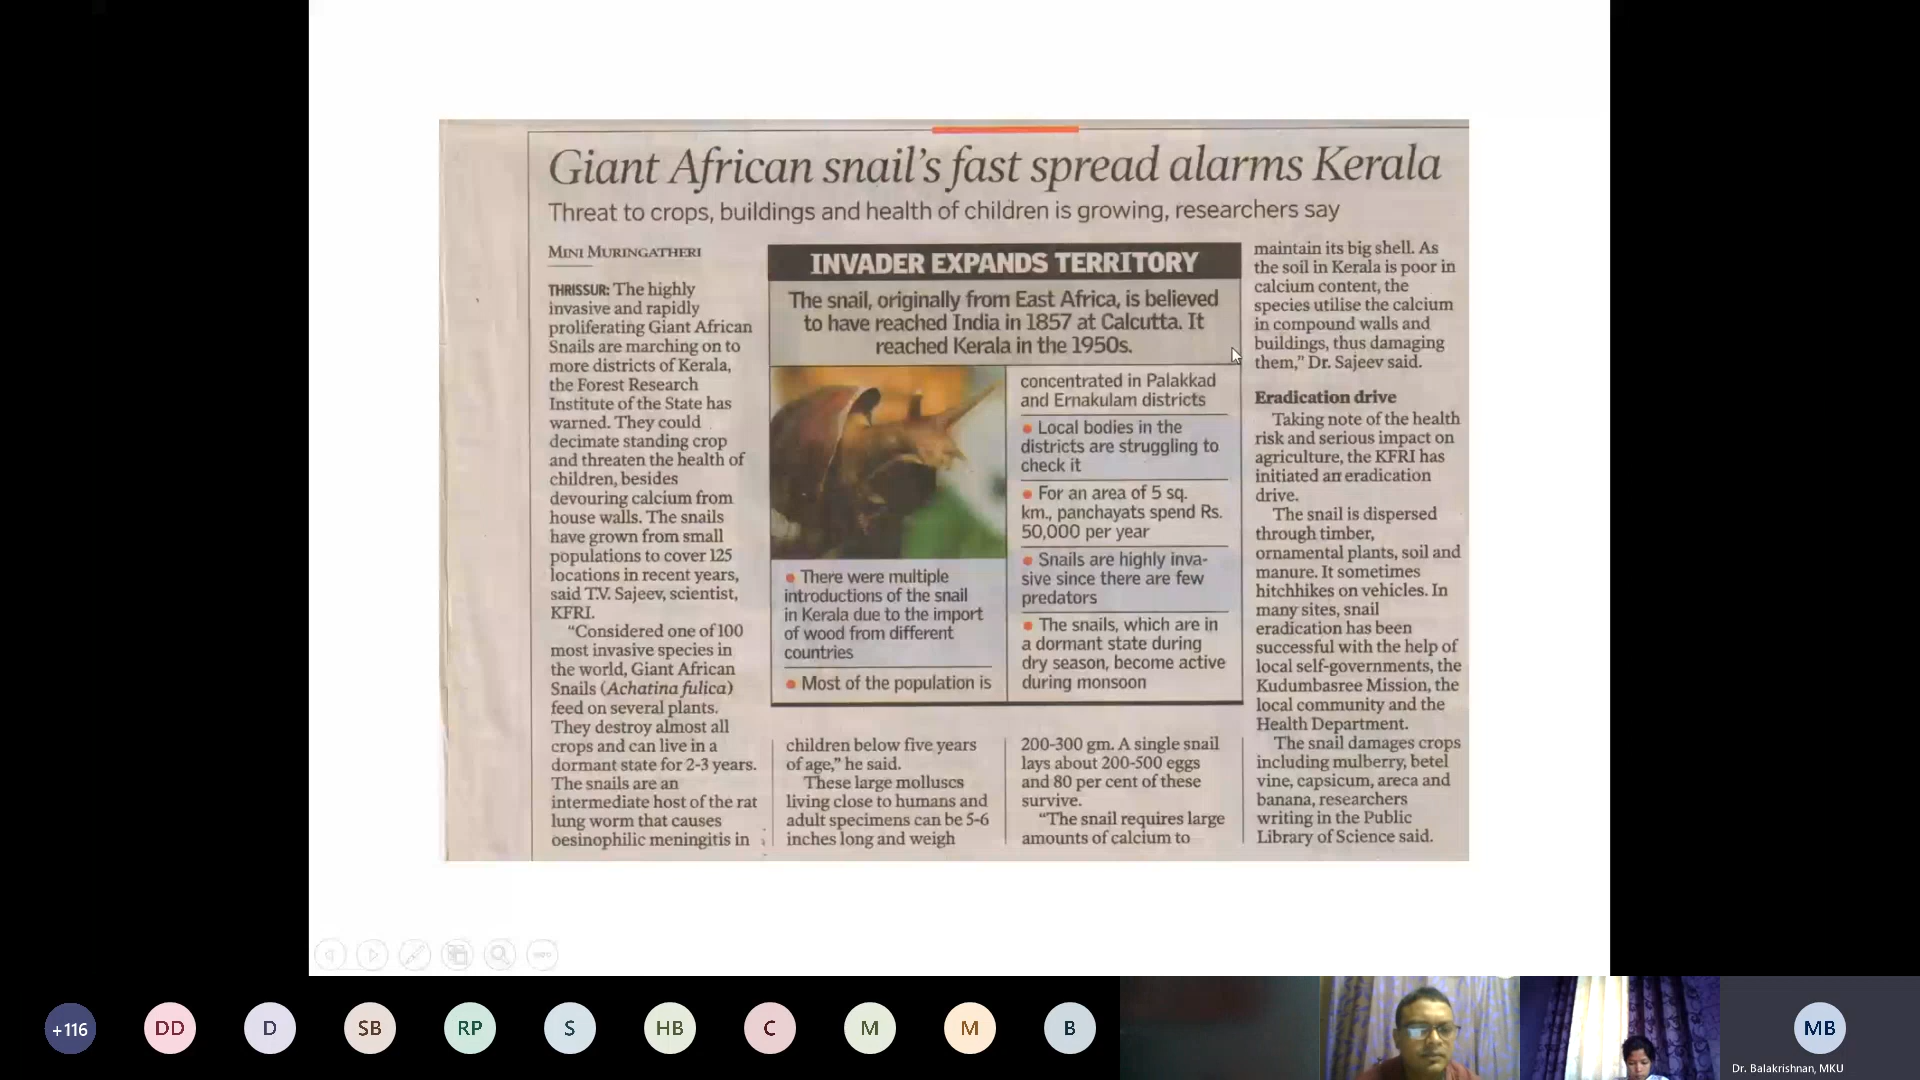 Giant African snail's fast spread alarms Kerala
Threat to crops, buildings and health of children is growing, researchers say
MINI MURINGATHERI
THRISSUR: The highly
invasive and rapidly
proliferating Giant African
Snails are marching on to
more districts of Kerala,
the Forest Research
Institute of the State has
warned. They could
decimate standing crop
and threaten the health of
children, besides
devouring calcium from
house walls. The snails
have grown from small
populations to cover 125
locations in recent years,
said T.V. Sajeev, scientist,
KFRI.
"Considered one of 100
most invasive species in
the world, Giant African
Snails (Achatina fulica)
feed on several plants.
They destroy almost all
crops and can live in a
dormant state for 2-3 years.
The snails are an
intermediate host of the rat
lung worm that causes
oesinophilic meningitis in
children below five years
of age," he said.
These large molluscs
living close to humans and
adult specimens can be 5-6
inches long and weigh
200-300 gm. A single snail
lays about 200-500 eggs
and 80 per cent of these
survive.
"The snail requires large
amounts of calcium to
maintain its big shell. As
the soil in Kerala is poor in
calcium content, the
species utilise the calcium
in compound walls and
buildings, thus damaging
them," Dr. Sajeev said.
Eradication drive
Taking note of the health
risk and serious impact on
agriculture, the KFRI has
initiated an eradication
drive.
The snail is dispersed
through timber,
ornamental plants, soil and
manure. It sometimes
hitchhikes on vehicles. In
many sites, snail
eradication has been
successful with the help of
local self-governments, the
Kudumbasree Mission, the
local community and the
Health Department.
The snail damages crops
including mulberry, betel
vine, capsicum, areca and
banana, researchers
writing in the Public
Library of Science said.
INVADER EXPANDS TERRITORY
The snail, originally from East Africa, is believed
to have reached India in 1857 at Calcutta. It
reached Kerala in the 1950s.
• There were multiple
introductions of the snail
in Kerala due to the import
of wood from different
countries
• Most of the population is
concentrated in Palakkad
and Ernakulam districts
• Local bodies in the
districts are struggling to
check it
• For an area of 5 sq.
km., panchayats spend Rs.
50,000 per year
• Snails are highly inva-
sive since there are few
predators
• The snails, which are in
a dormant state during
dry season, become active
during monsoon
+116
DD
D
SB
RP
S
HB
C
M
M
B
MB
Dr. Balakrishnan, MKU